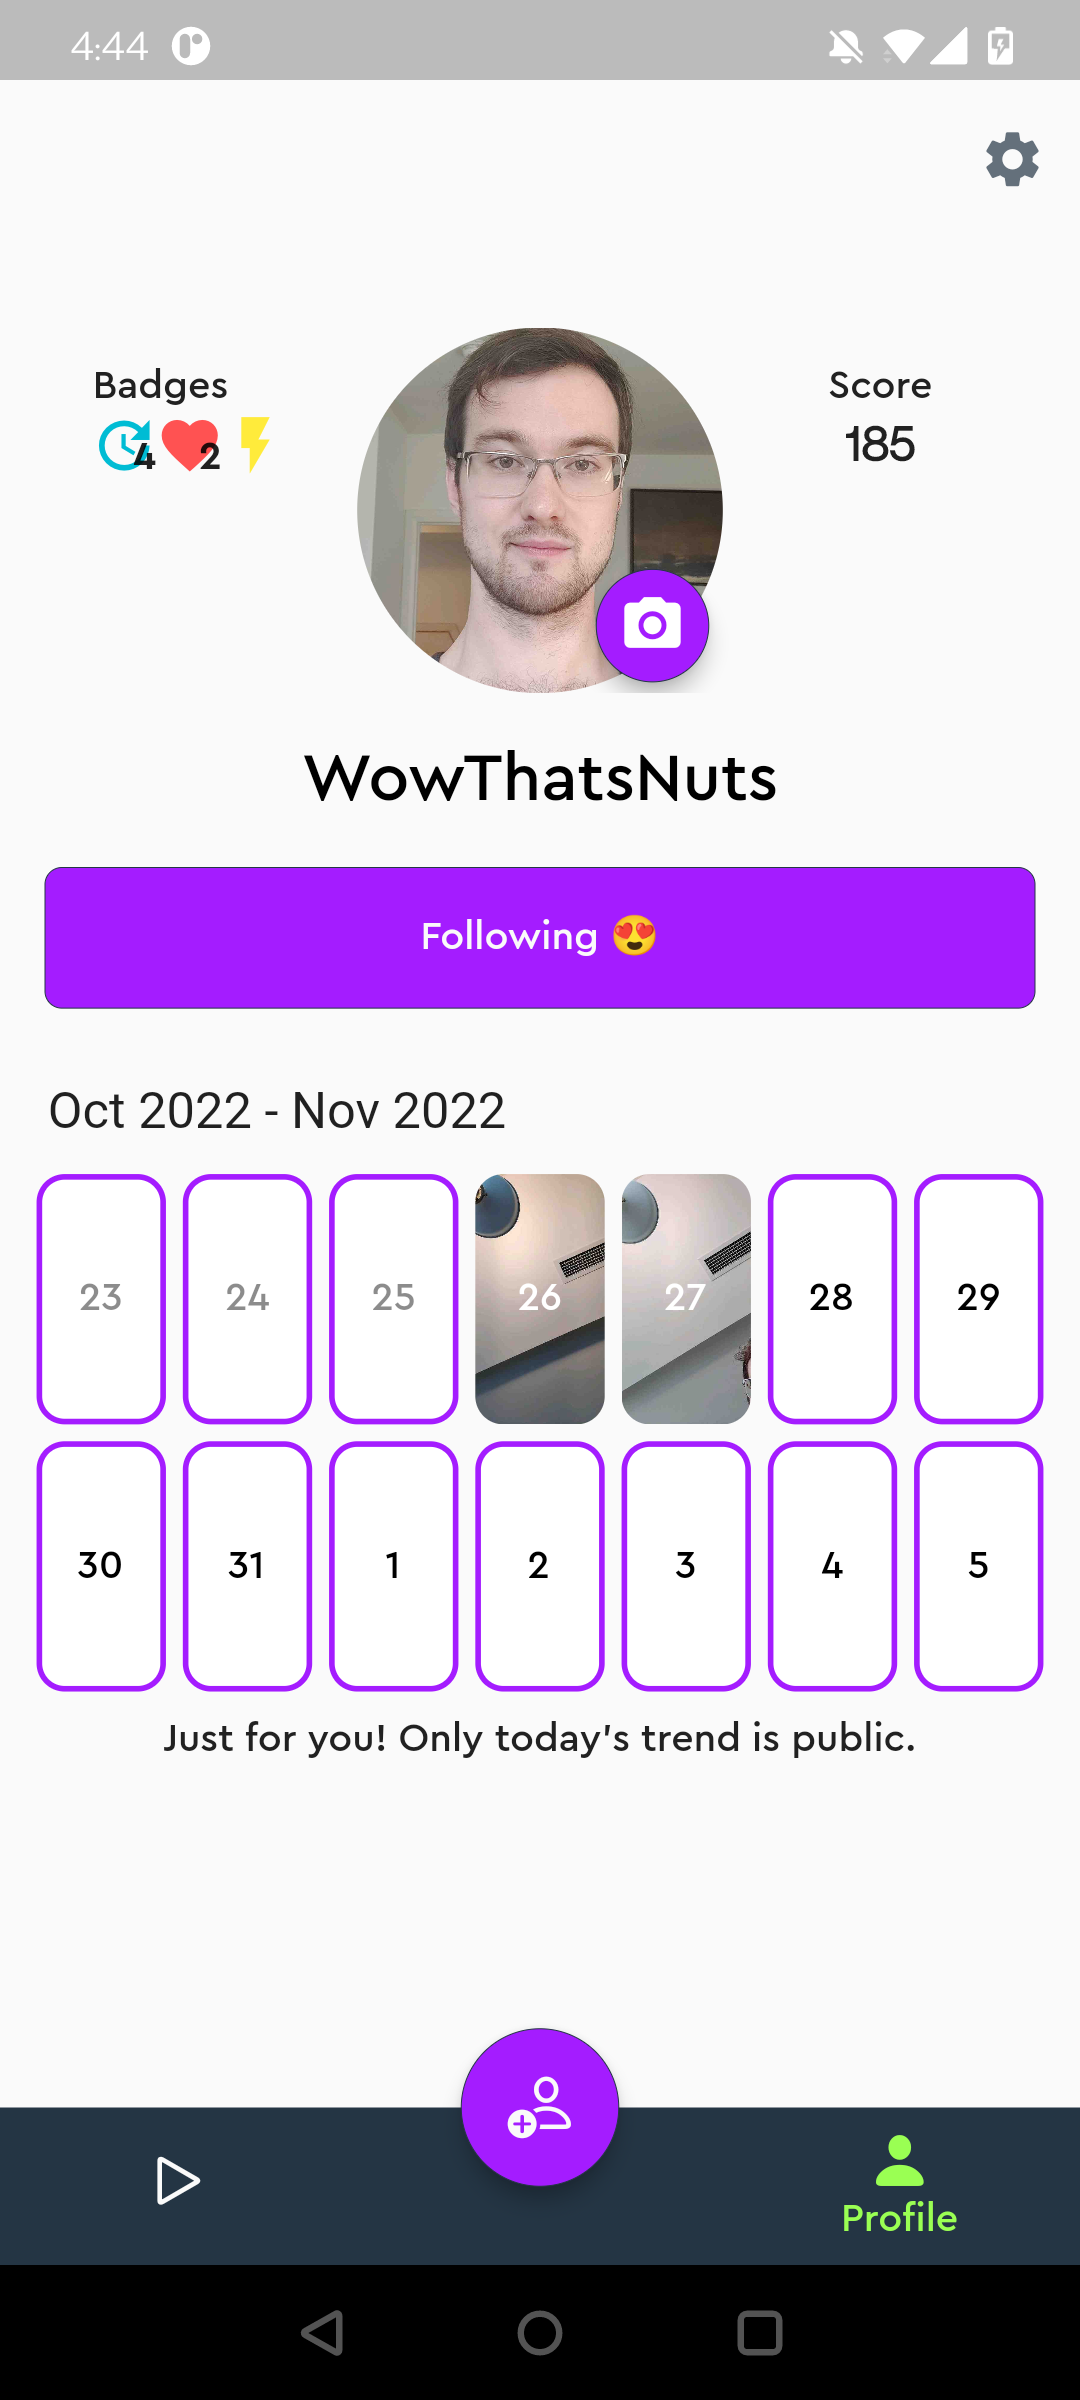 4:44
Badges
Score
4 2
185
WowThatsNuts
Following 😍
Oct 2022 - Nov 2022
23 24 25 26 27 28 29
30 31 1 2 3 4 5
Just for you! Only today's trend is public.
Profile